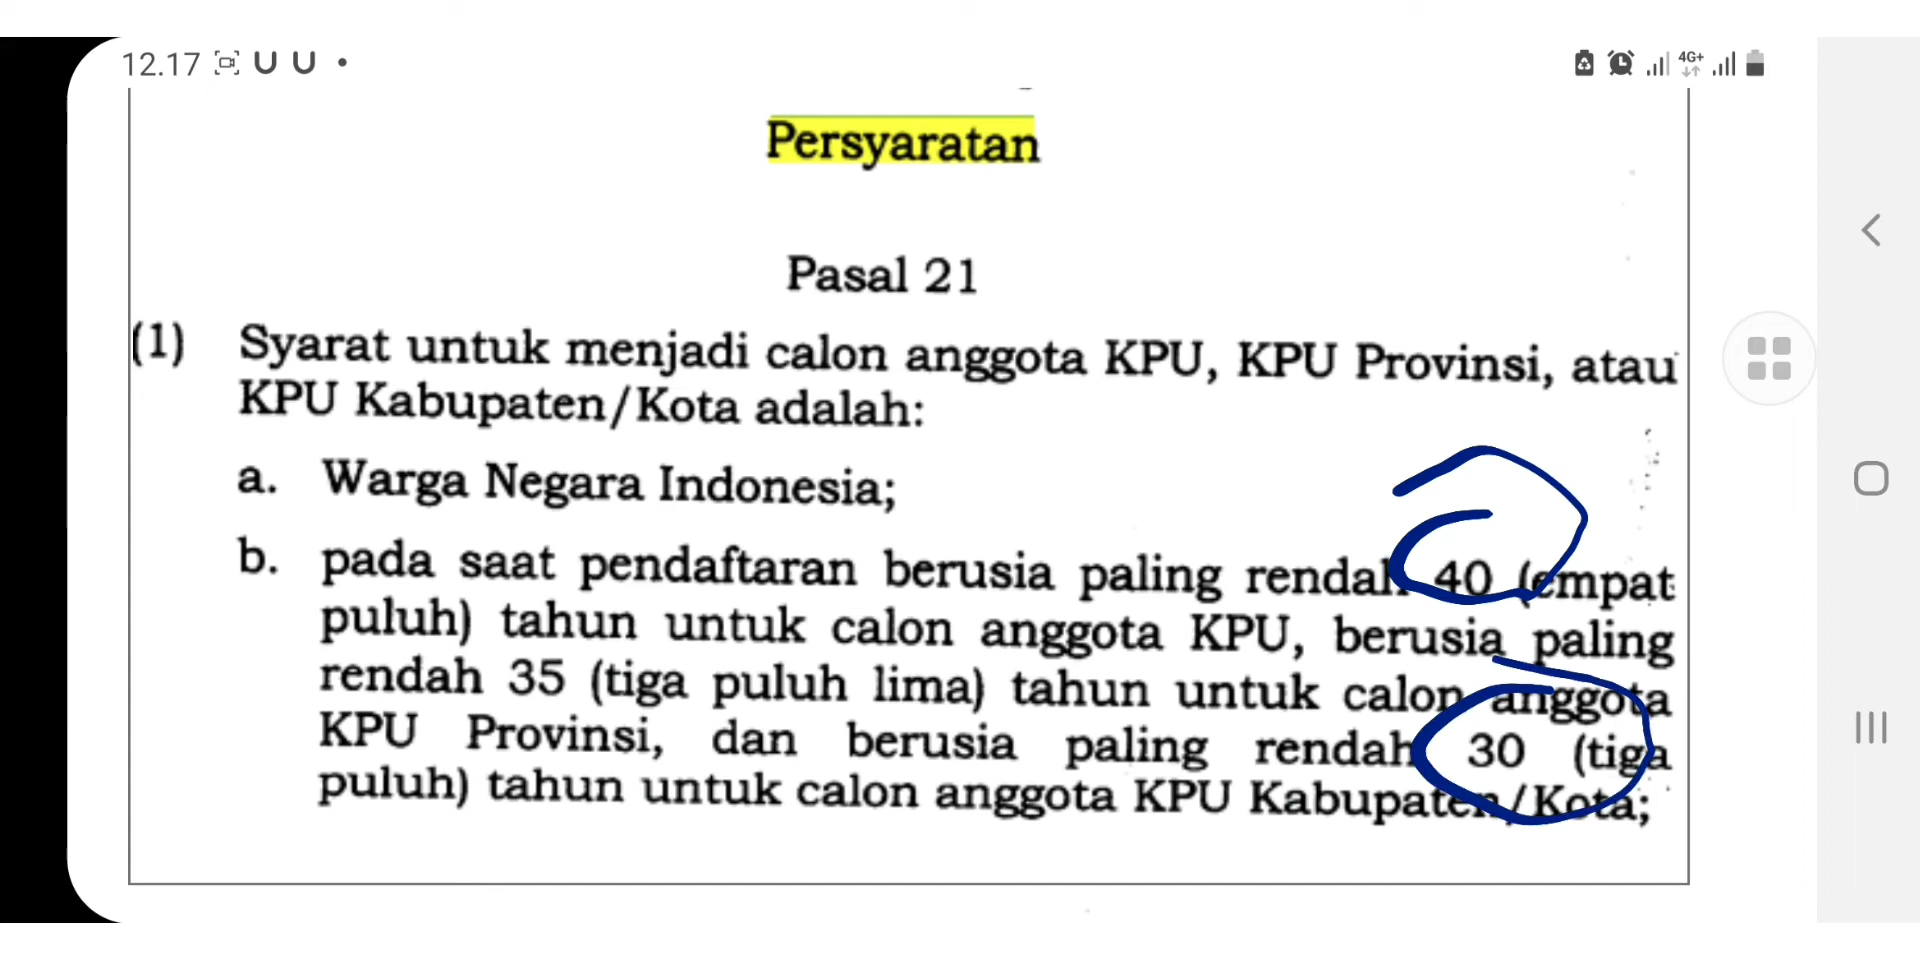 12.17 U U •
4G+
Persyaratan
Pasal 21
(1) Syarat untuk menjadi calon anggota KPU, KPU Provinsi, atau
KPU Kabupaten/Kota adalah:
a. Warga Negara Indonesia;
b. pada saat pendaftaran berusia paling rendah 40 (empat
puluh) tahun untuk calon anggota KPU, berusia paling
rendah 35 (tiga puluh lima) tahun untuk calon anggota
KPU Provinsi, dan berusia paling rendah 30 (tiga
puluh) tahun untuk calon anggota KPU Kabupaten/Kota;